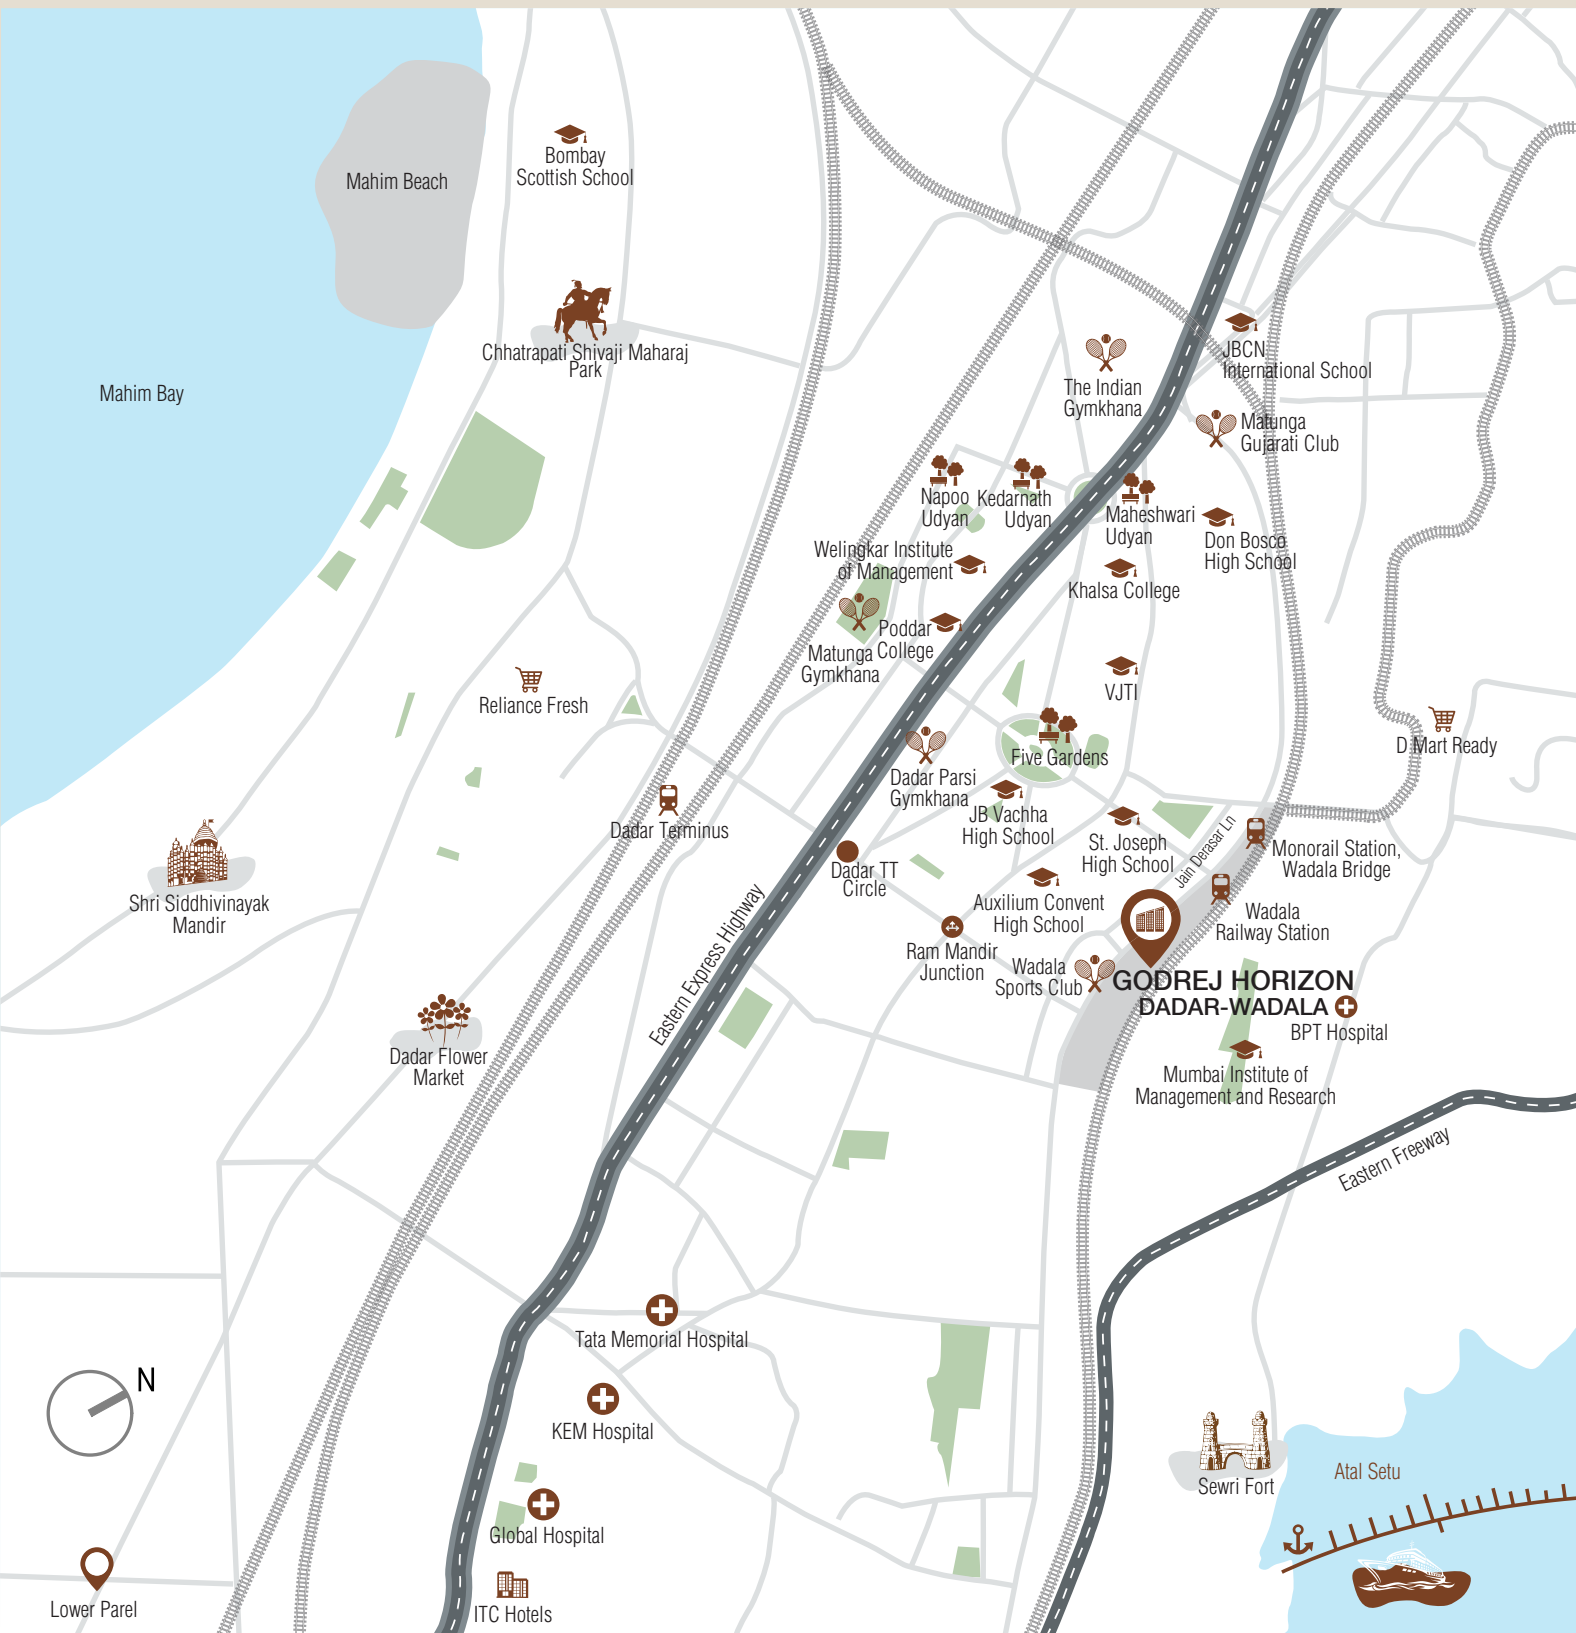 Bombay
Scottish School
Mahim Beach
Chhatrapati Shivaji Maharaj
Park
Mahim Bay
JBCN
International School
The Indian
Gymkhana
Matunga
Gujarati Club
Napoo
Udyan
Kedarnath
Udyan
Maheshwari
Udyan
Don Bosco
High School
Welingkar Institute
of Management
Khalsa College
Poddar
College
Matunga
Gymkhana
VJTI
Reliance Fresh
D Mart Ready
Five Gardens
Dadar Parsi
Gymkhana
JB Vachha
High School
Dadar Terminus
St. Joseph
High School
Jain Derasar Ln
Monorail Station,
Wadala Bridge
Dadar TT
Circle
Shri Siddhivinayak
Mandir
Auxilium Convent
High School
Wadala
Railway Station
Eastern Express Highway
Ram Mandir
Junction
Wadala
Sports Club
GODREJ HORIZON
DADAR-WADALA
BPT Hospital
Dadar Flower
Market
Mumbai Institute of
Management and Research
Eastern Freeway
Tata Memorial Hospital
N
KEM Hospital
Atal Setu
Sewri Fort
Global Hospital
Lower Parel
ITC Hotels